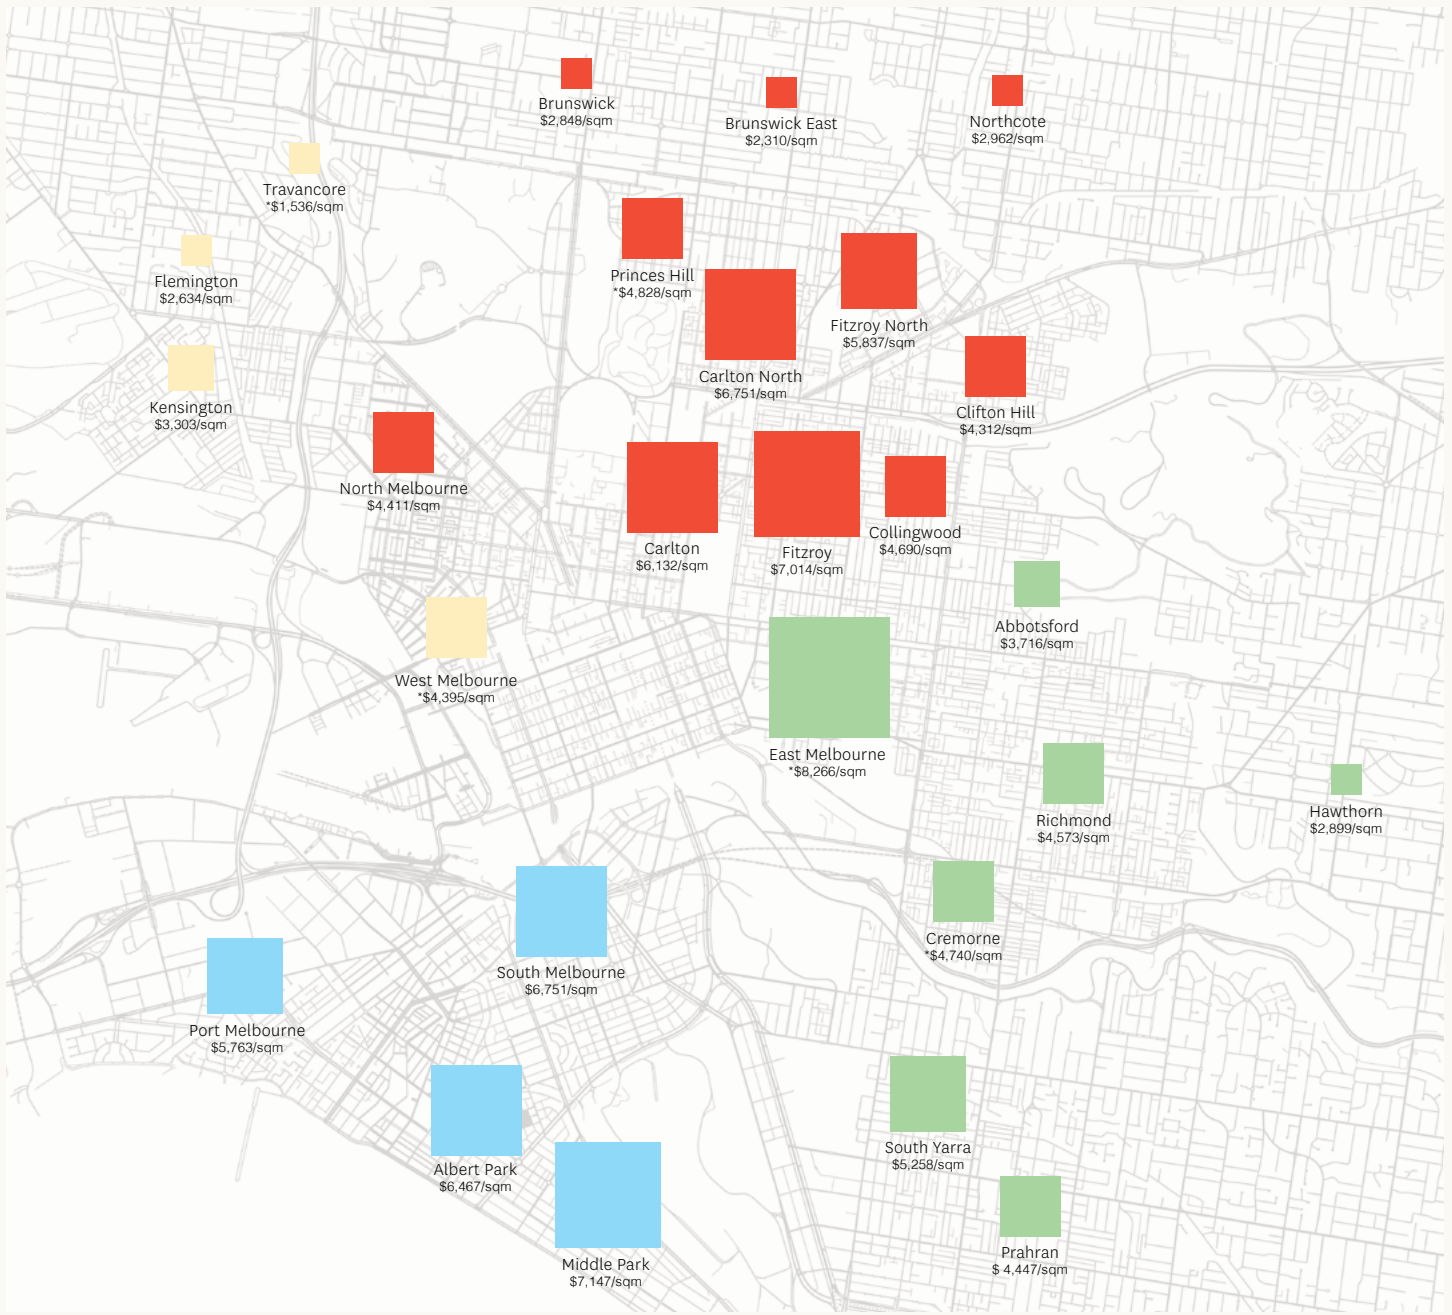 Brunswick
$2,848/sqm
Brunswick East
$2,310/sqm
Northcote
$2,962/sqm
Travancore
*$1,536/sqm
Flemington
$2,634/sqm
Princes Hill
*$4,828/sqm
Fitzroy North
$5,837/sqm
Carlton North
$6,751/sqm
Kensington
$3,303/sqm
Clifton Hill
$4,312/sqm
North Melbourne
$4,411/sqm
Carlton
$6,132/sqm
Fitzroy
$7,014/sqm
Collingwood
$4,690/sqm
Abbotsford
$3,716/sqm
West Melbourne
*$4,395/sqm
East Melbourne
*$8,266/sqm
Richmond
$4,573/sqm
Hawthorn
$2,899/sqm
Cremorne
*$4,740/sqm
South Melbourne
$6,751/sqm
Port Melbourne
$5,763/sqm
South Yarra
$5,258/sqm
Albert Park
$6,467/sqm
Middle Park
$7,147/sqm
Prahran
$ 4,447/sqm